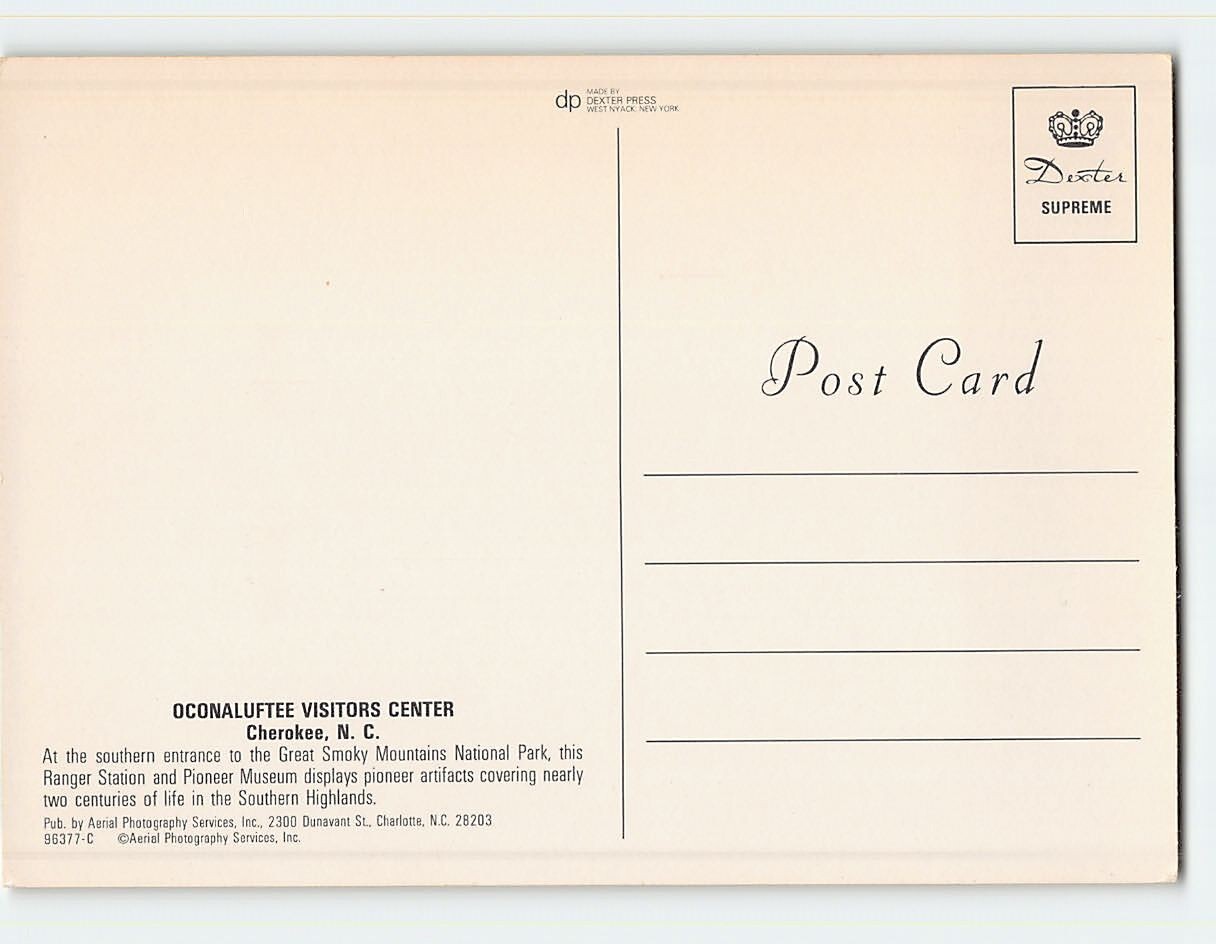 dp MADE BY
DEXTER PRESS
WEST NYACK, NEW YORK
Dexter
SUPREME
Post Card
OCONALUFTEE VISITORS CENTER
Cherokee, N. C.
At the southern entrance to the Great Smoky Mountains National Park, this
Ranger Station and Pioneer Museum displays pioneer artifacts covering nearly
two centuries of life in the Southern Highlands.
Pub. by Aerial Photography Services, Inc., 2300 Dunavant St., Charlotte, N.C. 28203
96377-C ©Aerial Photography Services, Inc.